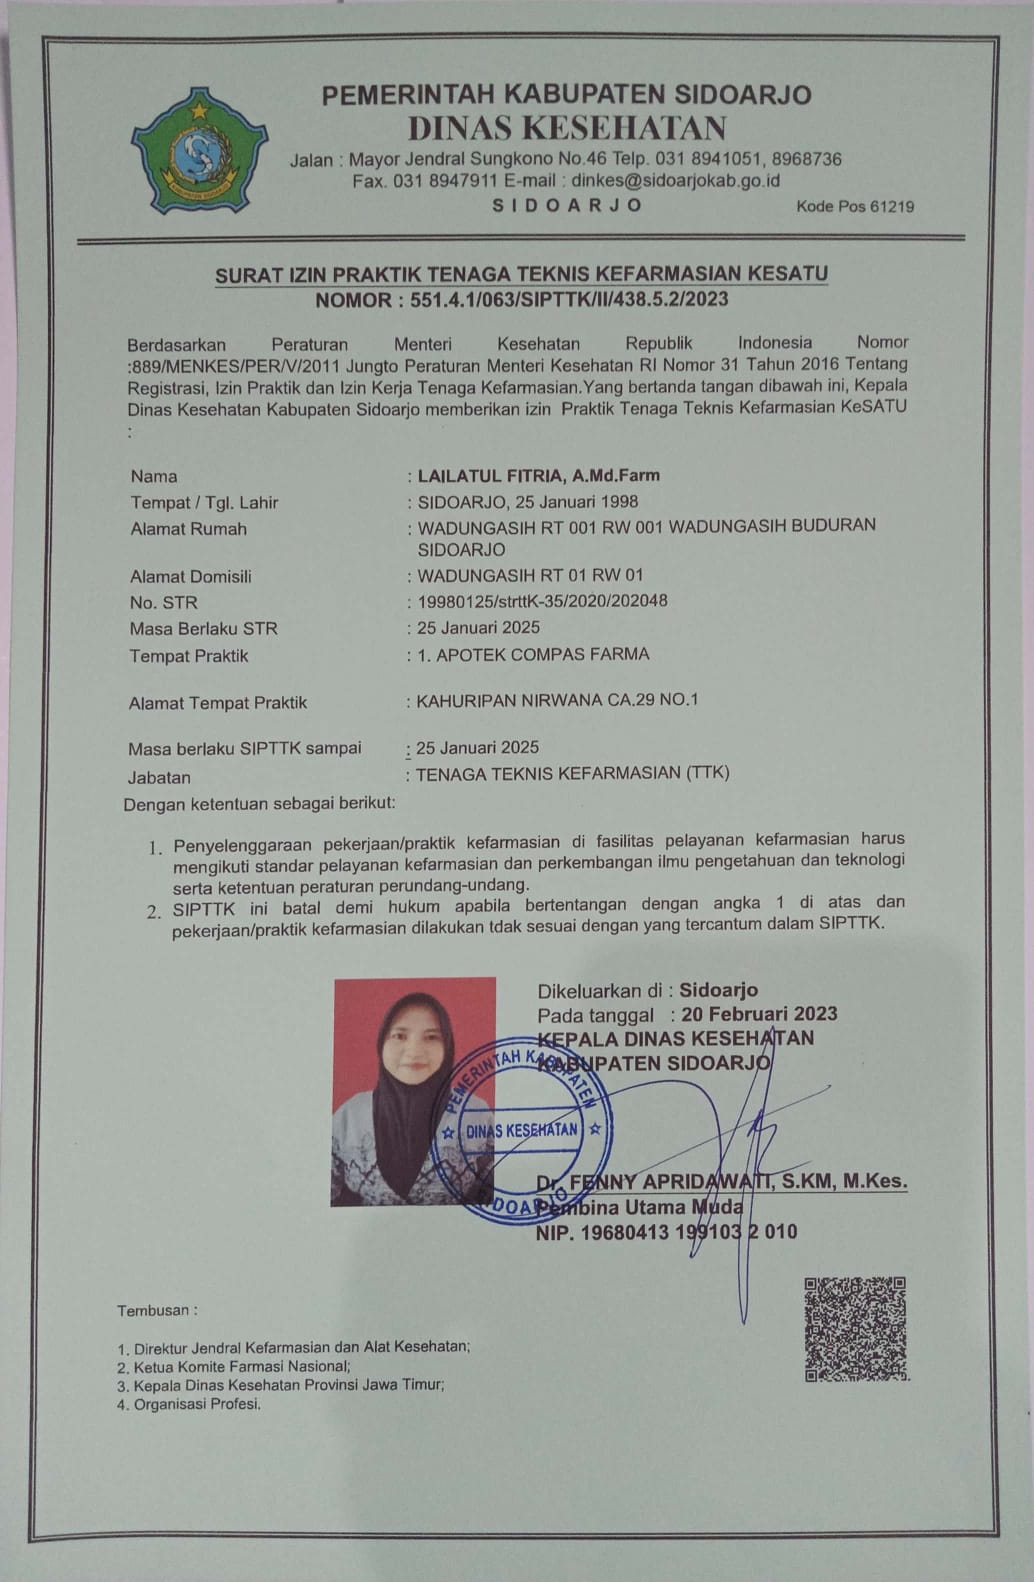 PEMERINTAH KABUPATEN SIDOARJO
DINAS KESEHATAN
Jalan : Mayor Jendral Sungkono No.46 Telp. 031 8941051, 8968736
Fax. 031 8947911 E-mail : dinkes@sidoarjokab.go.id
SIDOARJO Kode Pos 61219
KABUPATEN SIDOARJO
SURAT IZIN PRAKTIK TENAGA TEKNIS KEFARMASIAN KESATU
NOMOR : 551.4.1/063/SIPTTK/II/438.5.2/2023
Berdasarkan Peraturan Menteri Kesehatan Republik Indonesia Nomor
:889/MENKES/PER/V/2011 Jungto Peraturan Menteri Kesehatan RI Nomor 31 Tahun 2016 Tentang
Registrasi, Izin Praktik dan Izin Kerja Tenaga Kefarmasian.Yang bertanda tangan dibawah ini, Kepala
Dinas Kesehatan Kabupaten Sidoarjo memberikan izin Praktik Tenaga Teknis Kefarmasian KeSATU
:
Nama : LAILATUL FITRIA, A.Md.Farm
Tempat / Tgl. Lahir : SIDOARJO, 25 Januari 1998
Alamat Rumah : WADUNGASIH RT 001 RW 001 WADUNGASIH BUDURAN
SIDOARJO
Alamat Domisili : WADUNGASIH RT 01 RW 01
No. STR : 19980125/strttK-35/2020/202048
Masa Berlaku STR : 25 Januari 2025
Tempat Praktik : 1. APOTEK COMPAS FARMA
Alamat Tempat Praktik : KAHURIPAN NIRWANA CA.29 NO.1
Masa berlaku SIPTTK sampai : 25 Januari 2025
Jabatan : TENAGA TEKNIS KEFARMASIAN (TTK)
Dengan ketentuan sebagai berikut:
1. Penyelenggaraan pekerjaan/praktik kefarmasian di fasilitas pelayanan kefarmasian harus
mengikuti standar pelayanan kefarmasian dan perkembangan ilmu pengetahuan dan teknologi
serta ketentuan peraturan perundang-undang.
2. SIPTTK ini batal demi hukum apabila bertentangan dengan angka 1 di atas dan
pekerjaan/praktik kefarmasian dilakukan tdak sesuai dengan yang tercantum dalam SIPTTK.
Dikeluarkan di : Sidoarjo
Pada tanggal : 20 Februari 2023
KEPALA DINAS KESEHATAN
KABUPATEN SIDOARJO
PEMERINTAH KABUPATEN
DINAS KESEHATAN
SIDOARJO
Dr. FENNY APRIDAWATI, S.KM, M.Kes.
Pembina Utama Muda
NIP. 19680413 199103 2 010
Tembusan :
1. Direktur Jendral Kefarmasian dan Alat Kesehatan;
2. Ketua Komite Farmasi Nasional;
3. Kepala Dinas Kesehatan Provinsi Jawa Timur;
4. Organisasi Profesi.